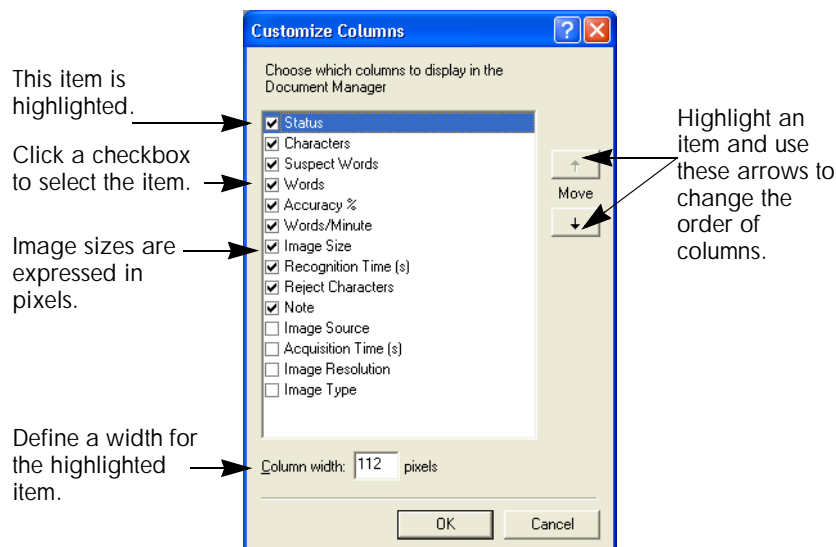 Customize Columns
Choose which columns to display in the
Document Manager
This item is
highlighted.
Click a checkbox
to select the item.
Image sizes are
expressed in
pixels.
Define a width for
the highlighted
item.
Status
Characters
Suspect Words
Words
Accuracy %
Words/Minute
Image Size
Recognition Time (s)
Reject Characters
Note
Image Source
Acquisition Time (s)
Image Resolution
Image Type
Move
Highlight an
item and use
these arrows to
change the
order of
columns.
Column width: 112 pixels
OK Cancel